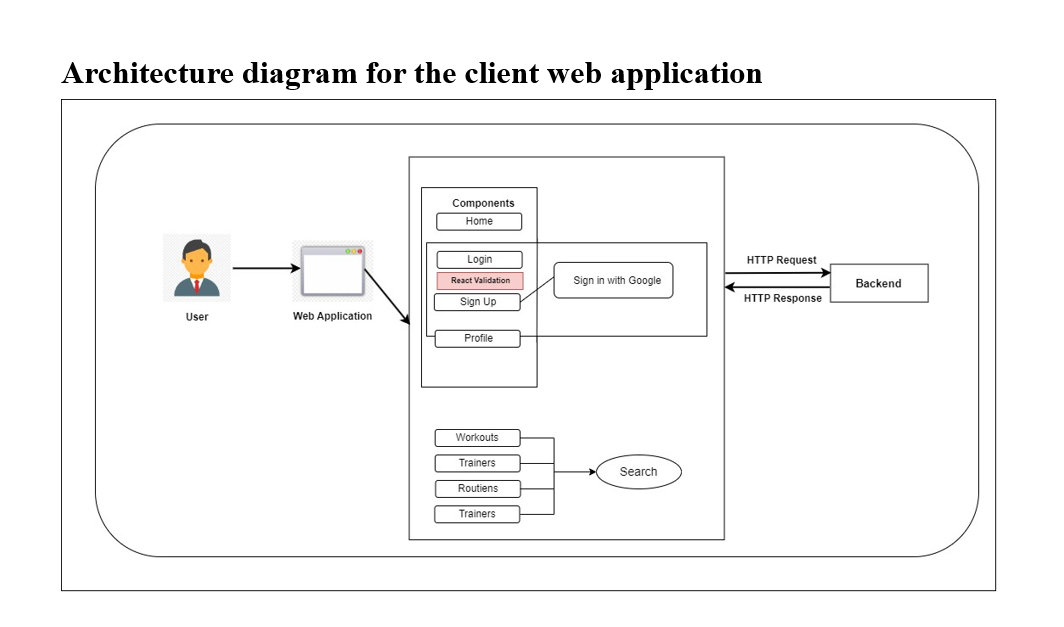 Architecture diagram for the client web application
Components
Home
Login
React Validation
Sign Up
Sign in with Google
Profile
User
Web Application
HTTP Request
HTTP Response
Backend
Workouts
Trainers
Routiens
Trainers
Search